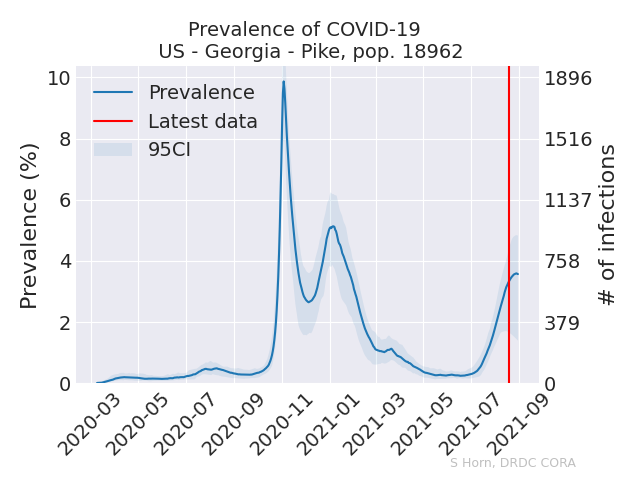 Prevalence of COVID-19
US - Georgia - Pike, pop. 18962
Prevalence (%)
10
8
6
4
2
0
Prevalence
Latest data
95CI
1896
1516
1137
758
379
0
# of infections
2020-03
2020-05
2020-07
2020-09
2020-11
2021-01
2021-03
2021-05
2021-07
2021-09
S Horn, DRDC CORA